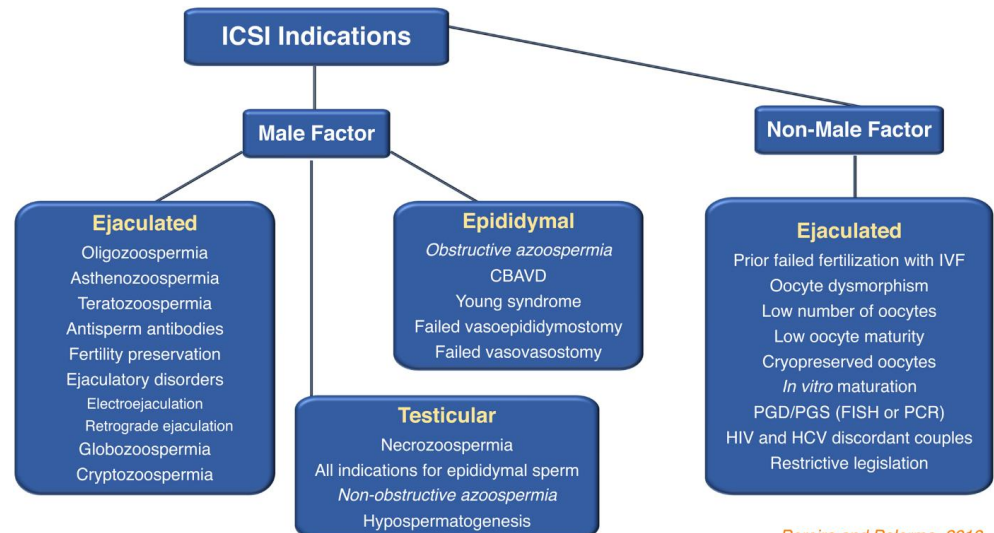 ICSI Indications
Male Factor
Non-Male Factor
Ejaculated
Oligozoospermia
Asthenozoospermia
Teratozoospermia
Antisperm antibodies
Fertility preservation
Ejaculatory disorders
Electroejaculation
Retrograde ejaculation
Globozoospermia
Cryptozoospermia
Epididymal
Obstructive azoospermia
CBAVD
Young syndrome
Failed vasoepididymostomy
Failed vasovasostomy
Testicular
Necrozoospermia
All indications for epididymal sperm
Non-obstructive azoospermia
Hypospermatogenesis
Ejaculated
Prior failed fertilization with IVF
Oocyte dysmorphism
Low number of oocytes
Low oocyte maturity
Cryopreserved oocytes
In vitro maturation
PGD/PGS (FISH or PCR)
HIV and HCV discordant couples
Restrictive legislation